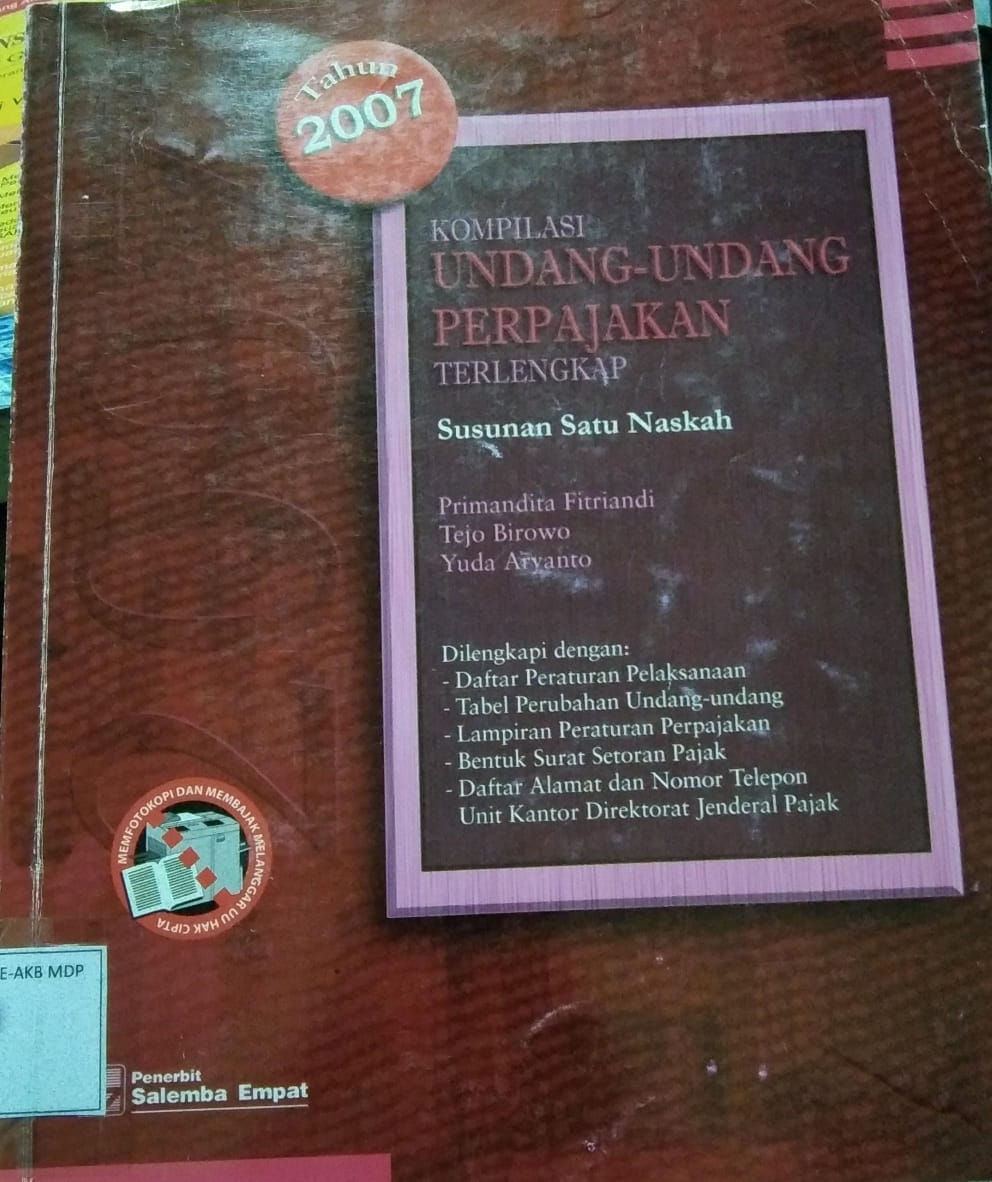 Tahun
2007
KOMPILASI
UNDANG-UNDANG
PERPAJAKAN
TERLENGKAP
Susunan Satu Naskah
Primandita Fitriandi
Tejo Birowo
Yuda Aryanto
Dilengkapi dengan:
- Daftar Peraturan Pelaksanaan
- Tabel Perubahan Undang-undang
- Lampiran Peraturan Perpajakan
- Bentuk Surat Setoran Pajak
- Daftar Alamat dan Nomor Telepon
Unit Kantor Direktorat Jenderal Pajak
MEMFOTOKOPI DAN MEMBAJAK MELANGGAR UU HAK CIPTA
E-AKB MDP
Penerbit
Salemba Empat